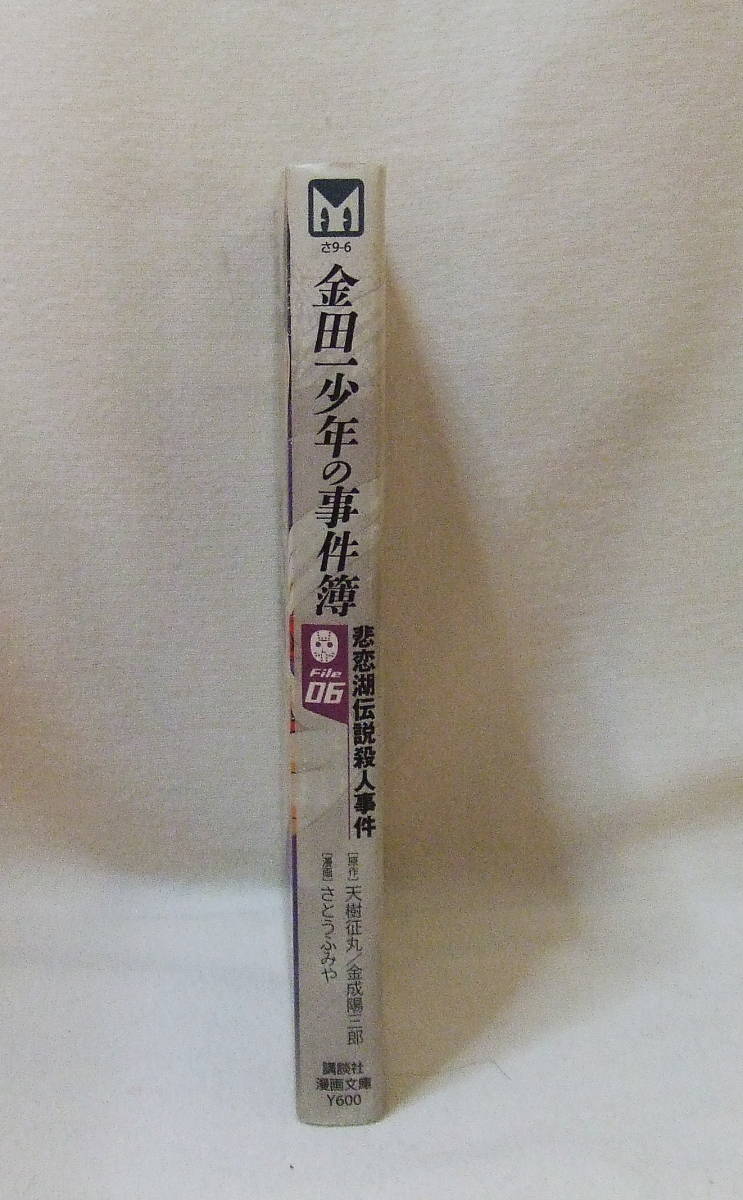 さ9-6
金田一少年の事件簿
File
06
悲恋湖伝説殺人事件
[原作]天樹征丸/金成陽三郎
[漫画]さとうふみや
講談社
漫画文庫
Y600